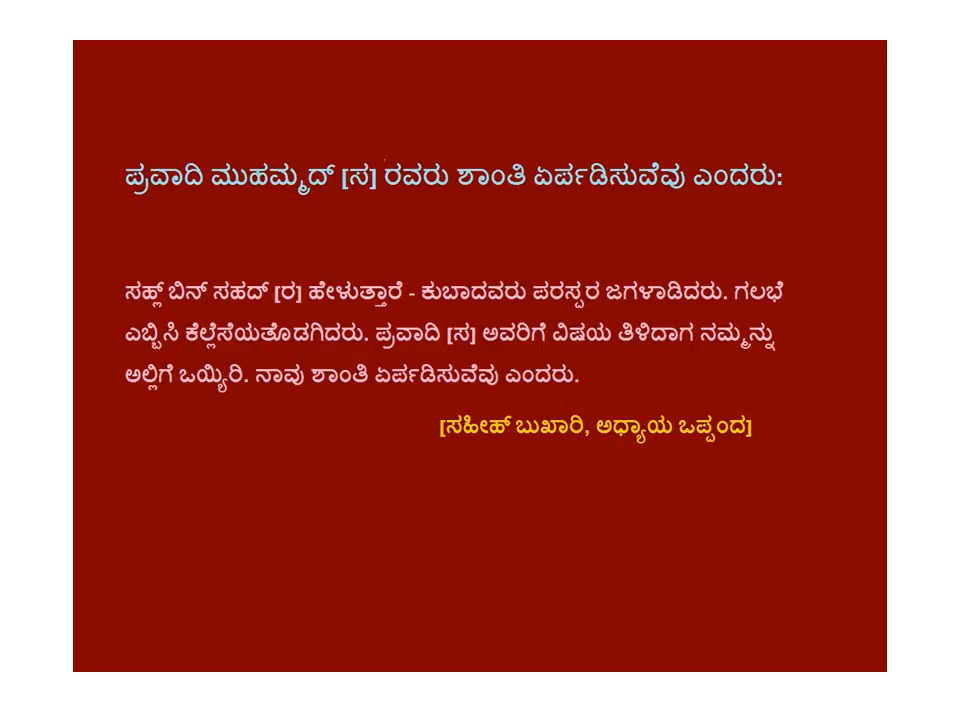 ಪ್ರವಾದಿ ಮುಹಮ್ಮದ್ [ಸ] ರವರು ಶಾಂತಿ ಏರ್ಪಡಿಸುವೆವು ಎಂದರು:
ಸಹ್ಲ್ ಬಿನ್ ಸಹದ್ [ರ] ಹೇಳುತ್ತಾರೆ - ಕುಬಾದವರು ಪರಸ್ಪರ ಜಗಳಾಡಿದರು. ಗಲಭೆ
ಎಬ್ಬಿಸಿ ಕೆಲ್ಲೆಸೆಯತೊಡಗಿದರು. ಪ್ರವಾದಿ [ಸ] ಅವರಿಗೆ ವಿಷಯ ತಿಳಿದಾಗ ನಮ್ಮನ್ನು
ಅಲ್ಲಿಗೆ ಒಯ್ಯಿರಿ. ನಾವು ಶಾಂತಿ ಏರ್ಪಡಿಸುವೆವು ಎಂದರು.
[ಸಹೀಹ್ ಬುಖಾರಿ, ಅಧ್ಯಾಯ ಒಪ್ಪಂದ]